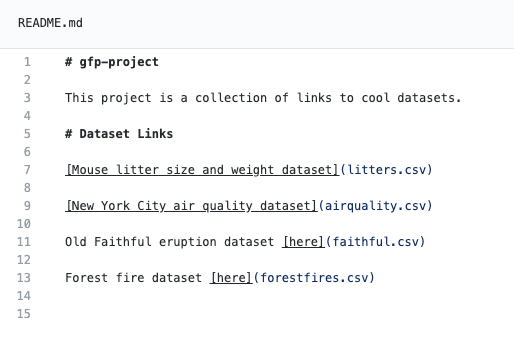 README.md
1 # gfp-project
2
3 This project is a collection of links to cool datasets.
4
5 # Dataset Links
6
7 [Mouse litter size and weight dataset](litters.csv)
8
9 [New York City air quality dataset](airquality.csv)
10
11 Old Faithful eruption dataset [here](faithful.csv)
12
13 Forest fire dataset [here](forestfires.csv)
14
15